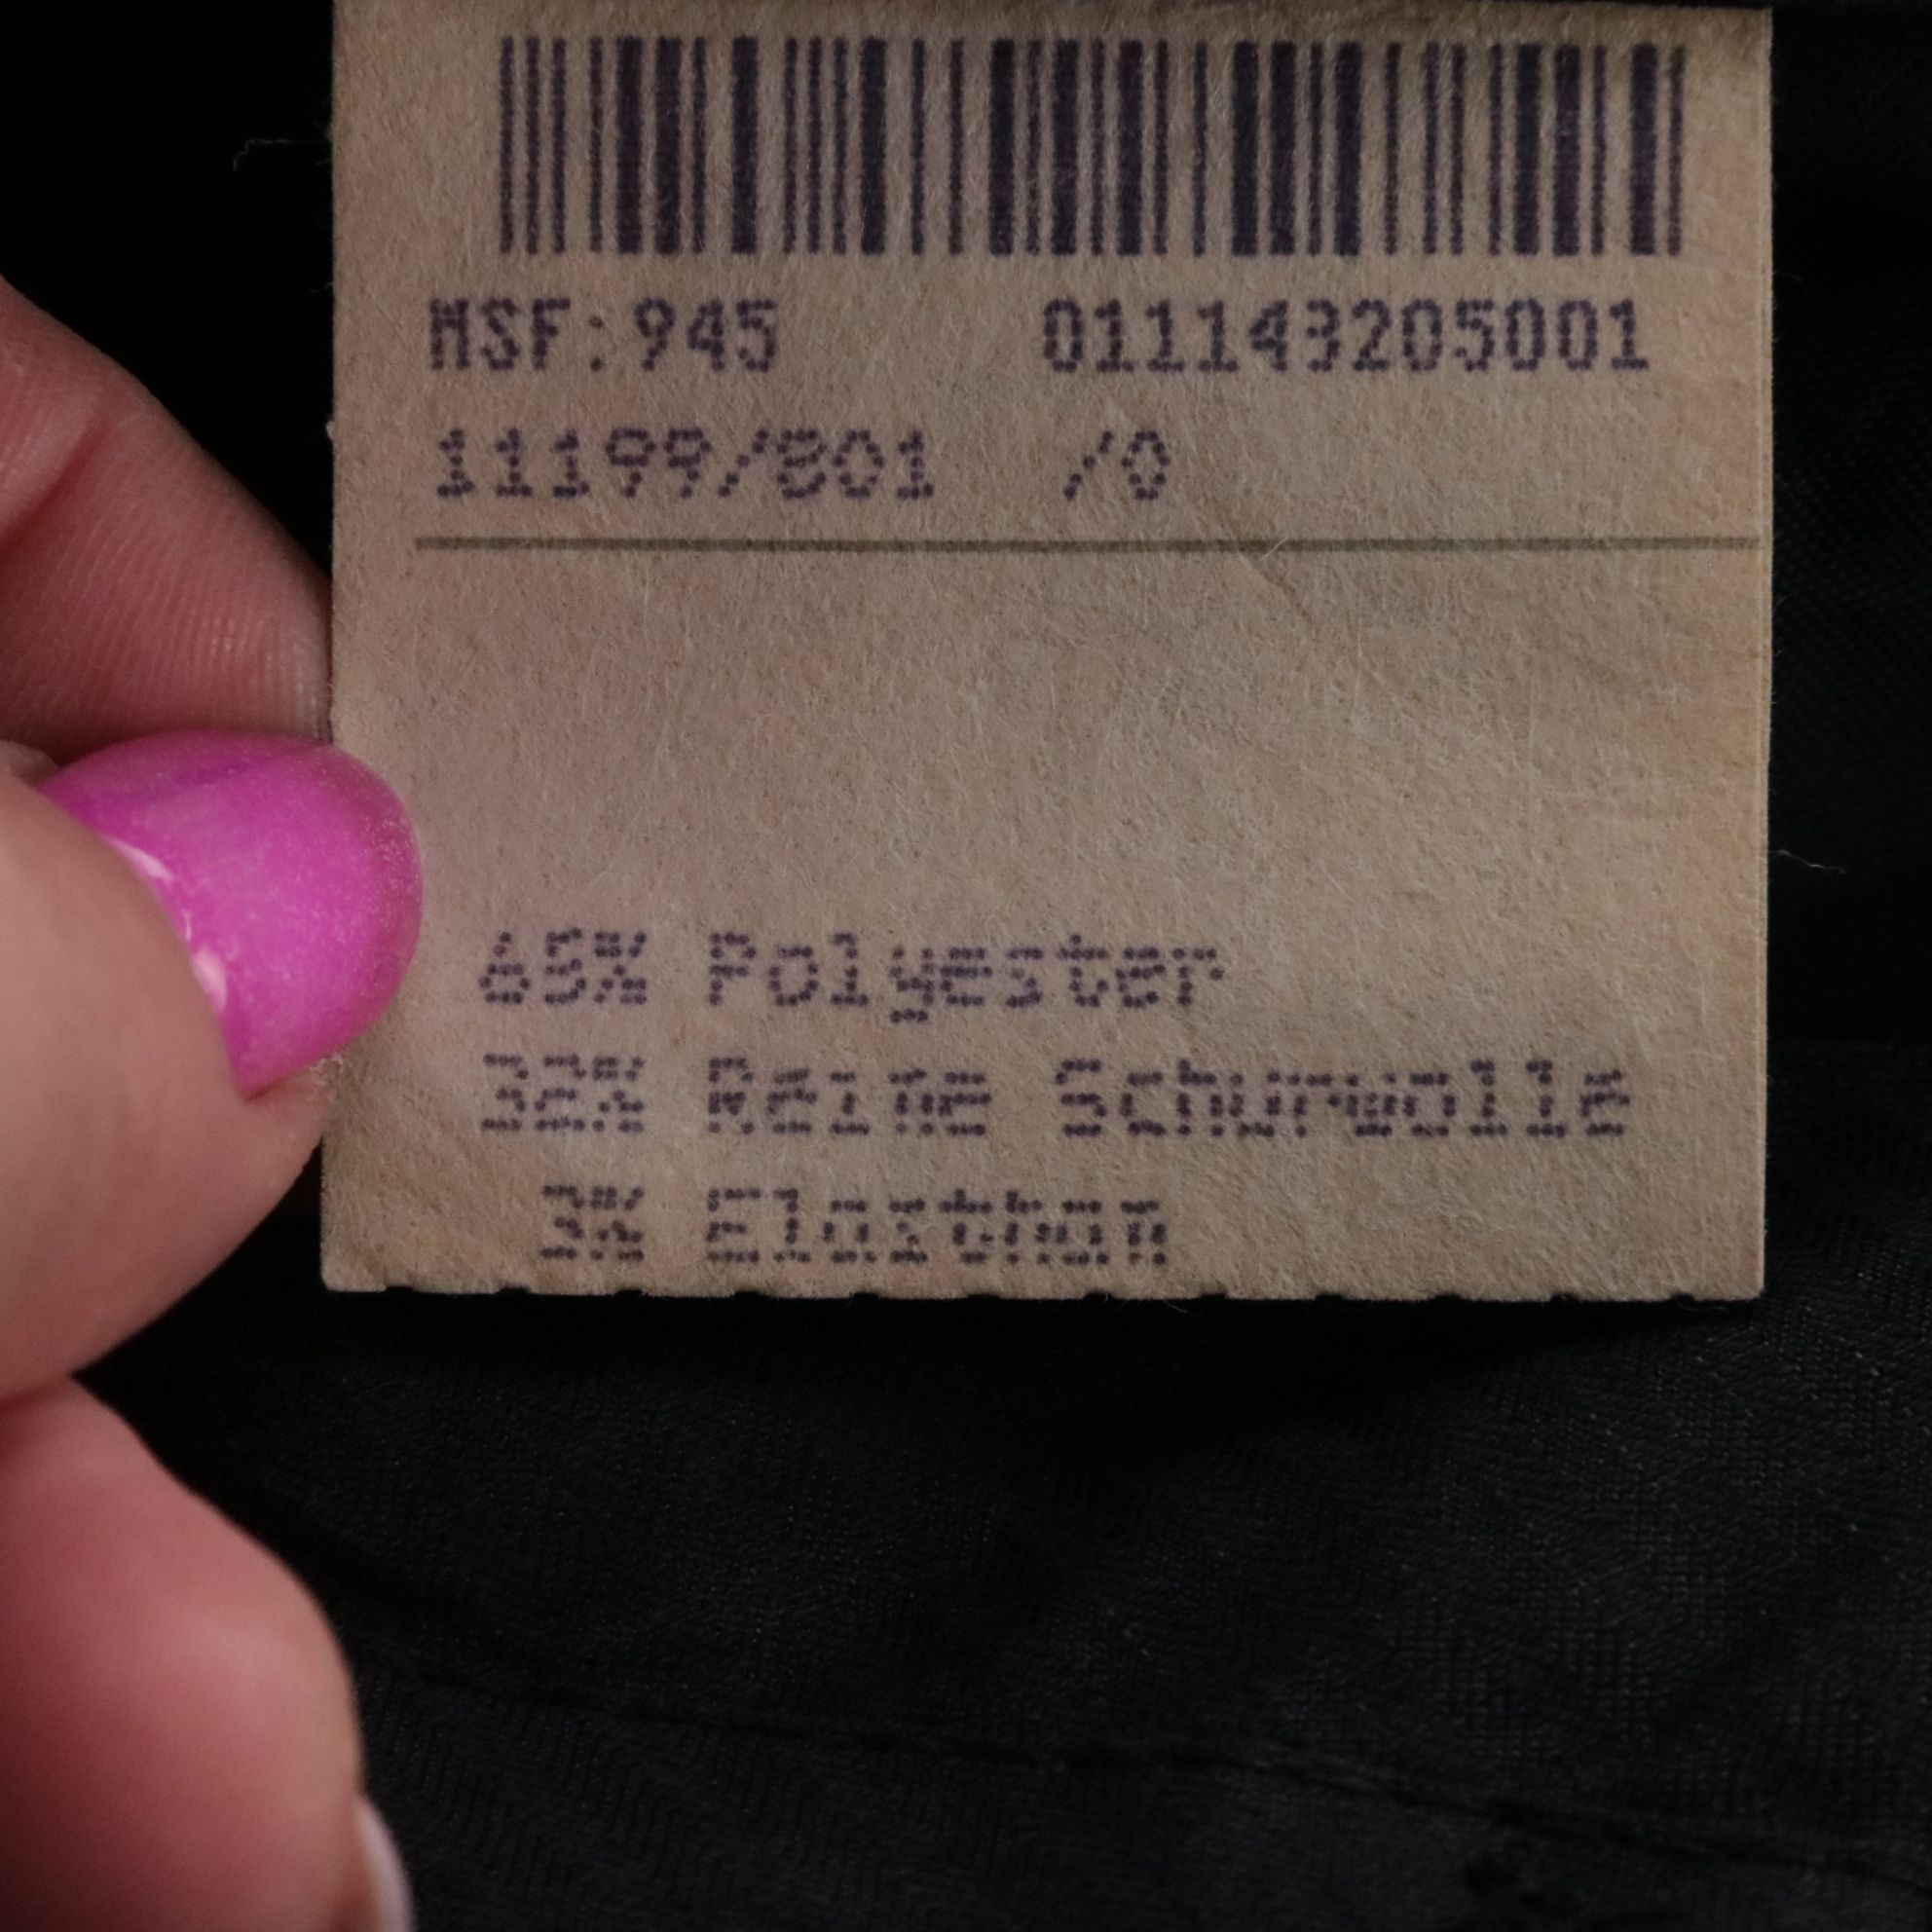 MSF:945 011143205001
11199/801 /0
65% Polyester
32% Reine Schurwolle
3% Elasthan